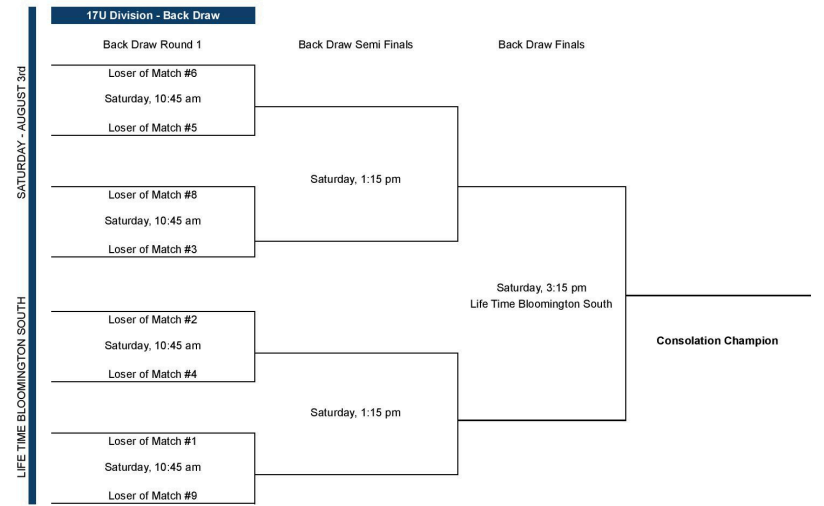 17U Division - Back Draw
Back Draw Round 1
Back Draw Semi Finals
Back Draw Finals
SATURDAY - AUGUST 3rd
LIFE TIME BLOOMINGTON SOUTH
Loser of Match #6
Saturday, 10:45 am
Loser of Match #5
Saturday, 1:15 pm
Loser of Match #8
Saturday, 10:45 am
Loser of Match #3
Saturday, 3:15 pm
Life Time Bloomington South
Consolation Champion
Loser of Match #2
Saturday, 10:45 am
Loser of Match #4
Saturday, 1:15 pm
Loser of Match #1
Saturday, 10:45 am
Loser of Match #9